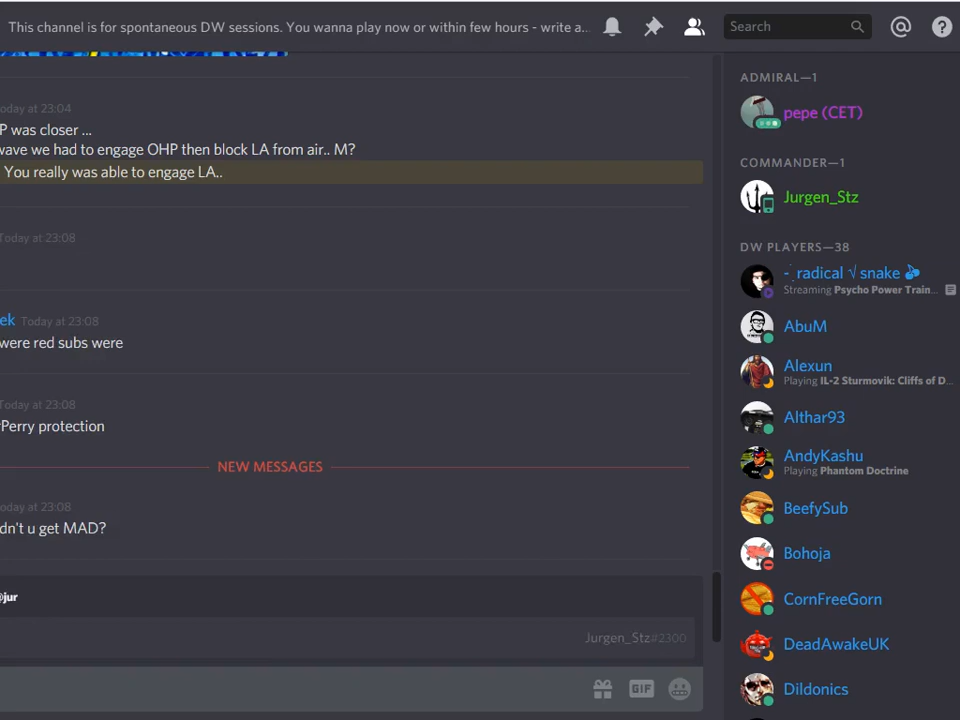 This channel is for spontaneous DW sessions. You wanna play now or within few hours - write a...
Search
oday at 23:04
P was closer ...
wave we had to engage OHP then block LA from air.. M?
You really was able to engage LA..
Today at 23:08
ek Today at 23:08
were red subs were
Today at 23:08
Perry protection
NEW MESSAGES
oday at 23:08
dn't u get MAD?
@jur
Jurgen_Stz#2300
GIF
ADMIRAL—1
pepe (CET)
COMMANDER—1
Jurgen_Stz
DW PLAYERS—38
-ˌ radical √ snake
Streaming Psycho Power Train...
AbuM
Alexun
Playing IL-2 Sturmovik: Cliffs of D...
Althar93
AndyKashu
Playing Phantom Doctrine
BeefySub
Bohoja
CornFreeGorn
DeadAwakeUK
Dildonics